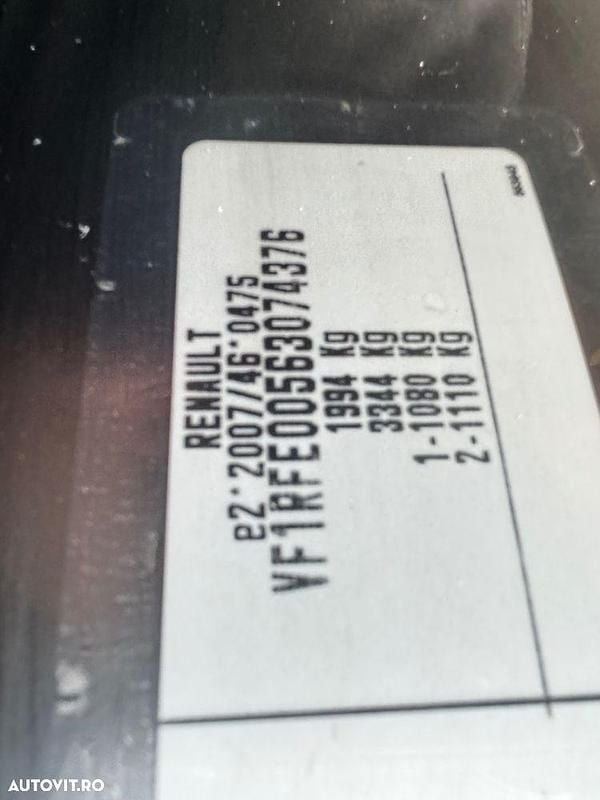 RENAULT
e2*2007/46*0475
VF1RFE00563074376
1994 Kg
3344 Kg
1-1080 Kg
2-1110 Kg
AUTOVIT.RO